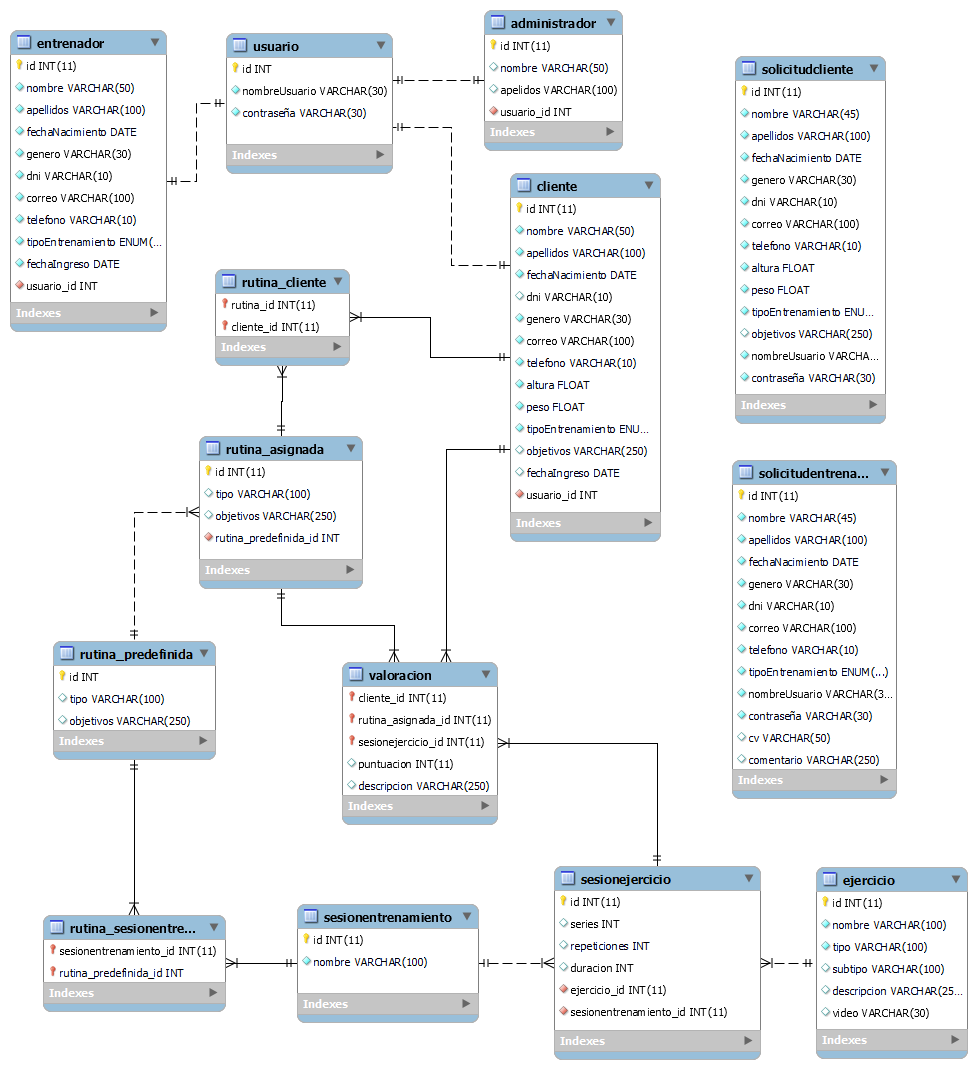 entrenador
id INT(11)
nombre VARCHAR(50)
apellidos VARCHAR(100)
fechaNacimiento DATE
genero VARCHAR(30)
dni VARCHAR(10)
correo VARCHAR(100)
telefono VARCHAR(10)
tipoEntrenamiento ENUM(...
fechaIngreso DATE
usuario_id INT
Indexes
usuario
id INT
nombreUsuario VARCHAR(30)
contraseña VARCHAR(30)
Indexes
administrador
id INT(11)
nombre VARCHAR(50)
apelidos VARCHAR(100)
usuario_id INT
Indexes
solicitudcliente
id INT(11)
nombre VARCHAR(45)
apellidos VARCHAR(100)
fechaNacimiento DATE
genero VARCHAR(30)
dni VARCHAR(10)
correo VARCHAR(100)
telefono VARCHAR(10)
altura FLOAT
peso FLOAT
tipoEntrenamiento ENU...
objetivos VARCHAR(250)
nombreUsuario VARCHA...
contraseña VARCHAR(30)
Indexes
cliente
id INT(11)
nombre VARCHAR(50)
apellidos VARCHAR(100)
fechaNacimiento DATE
dni VARCHAR(10)
genero VARCHAR(30)
correo VARCHAR(100)
telefono VARCHAR(10)
altura FLOAT
peso FLOAT
tipoEntrenamiento ENU...
objetivos VARCHAR(250)
fechaIngreso DATE
usuario_id INT
Indexes
rutina_cliente
rutina_id INT(11)
cliente_id INT(11)
Indexes
rutina_asignada
id INT(11)
tipo VARCHAR(100)
objetivos VARCHAR(250)
rutina_predefinida_id INT
Indexes
solicitudentrena...
id INT(11)
nombre VARCHAR(45)
apellidos VARCHAR(100)
fechaNacimiento DATE
genero VARCHAR(30)
dni VARCHAR(10)
correo VARCHAR(100)
telefono VARCHAR(10)
tipoEntrenamiento ENUM(...)
nombreUsuario VARCHAR(3...
contraseña VARCHAR(30)
cv VARCHAR(50)
comentario VARCHAR(250)
Indexes
rutina_predefinida
id INT
tipo VARCHAR(100)
objetivos VARCHAR(250)
Indexes
valoracion
cliente_id INT(11)
rutina_asignada_id INT(11)
sesionejercicio_id INT(11)
puntuacion INT(11)
descripcion VARCHAR(250)
Indexes
rutina_sesionentre...
sesionentrenamiento_id INT(11)
rutina_predefinida_id INT
Indexes
sesionentrenamiento
id INT(11)
nombre VARCHAR(100)
Indexes
sesionejercicio
id INT(11)
series INT
repeticiones INT
duracion INT
ejercicio_id INT(11)
sesionentrenamiento_id INT(11)
Indexes
ejercicio
id INT(11)
nombre VARCHAR(100)
tipo VARCHAR(100)
subtipo VARCHAR(100)
descripcion VARCHAR(25...
video VARCHAR(30)
Indexes